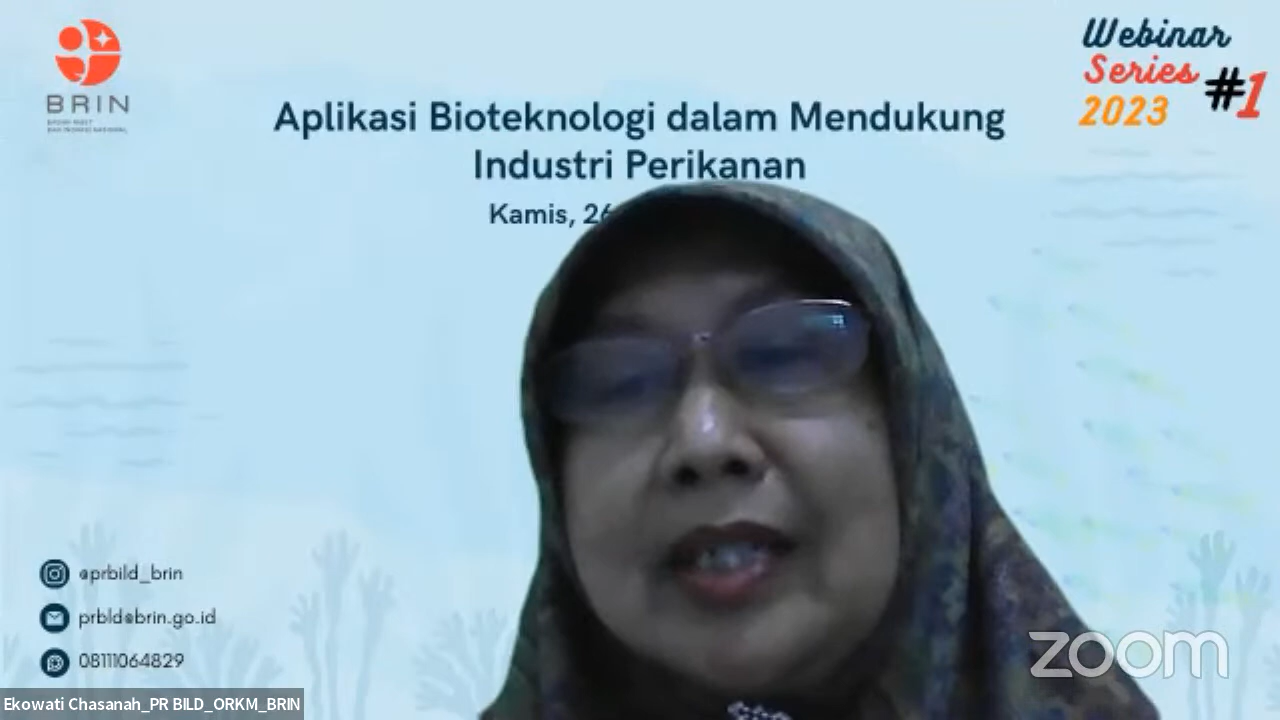 BRIN
Webinar
Series
2023
#1
Aplikasi Bioteknologi dalam Mendukung
Industri Perikanan
Kamis, 26
@prbild_brin
prbld@brin.go.id
08111064829
zoom
Ekowati Chasanah_PR BILD_ORKM_BRIN